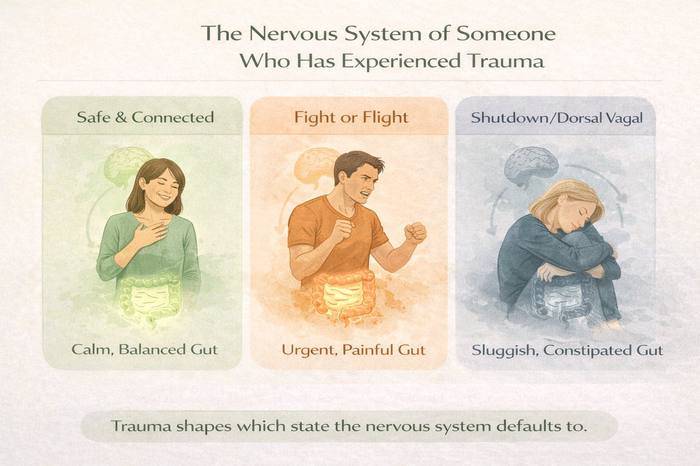 The Nervous System of Someone
Who Has Experienced Trauma
Safe & Connected
Fight or Flight
Shutdown/Dorsal Vagal
Calm, Balanced Gut
Urgent, Painful Gut
Sluggish, Constipated Gut
Trauma shapes which state the nervous system defaults to.